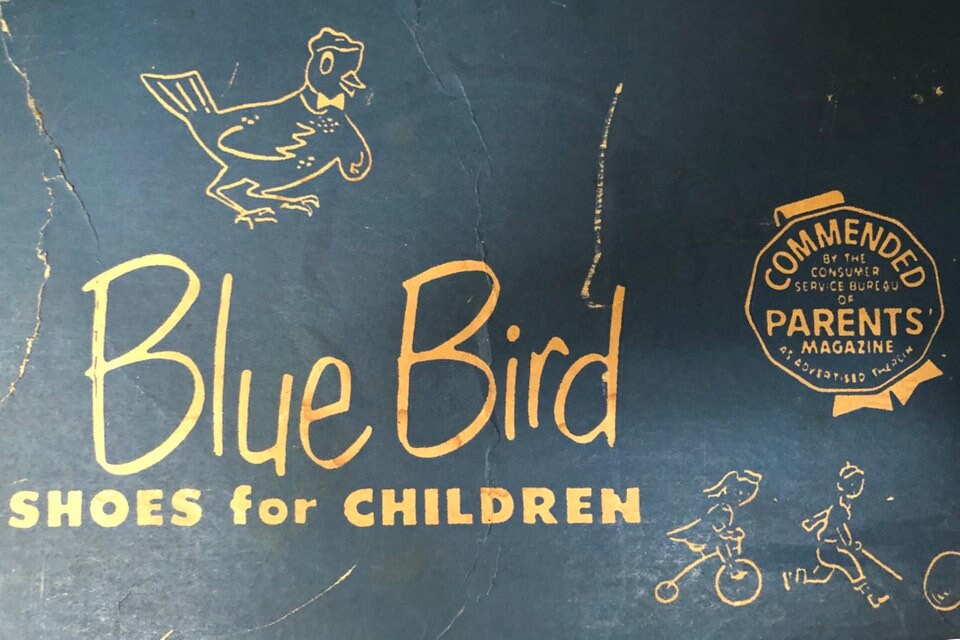 Blue Bird
SHOES for CHILDREN
COMMENDED
BY THE
CONSUMER
SERVICE BUREAU
OF
PARENTS'
MAGAZINE
AS ADVERTISED THEREIN